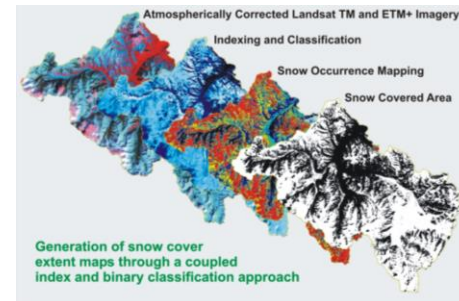 Atmospherically Corrected Landsat TM and ETM+ Imagery
Indexing and Classification
Snow Occurrence Mapping
Snow Covered Area
Generation of snow cover
extent maps through a coupled
index and binary classification approach